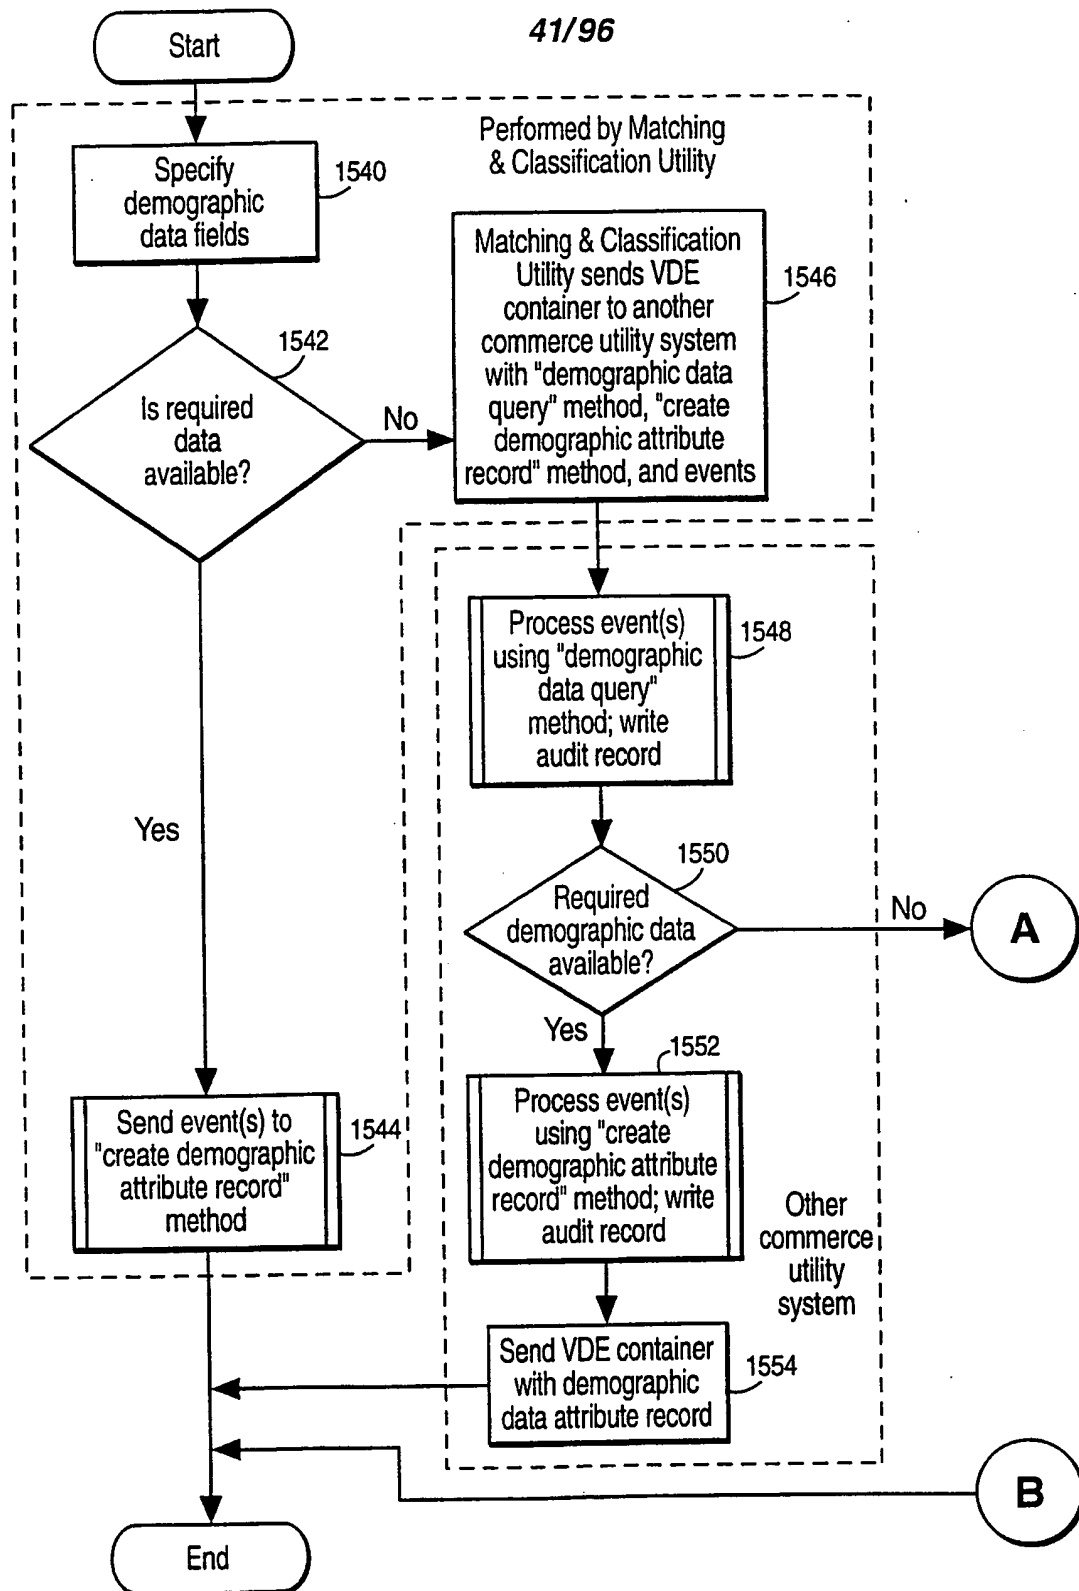 41/96
Start
Performed by Matching
& Classification Utility
Specify
demographic
data fields
1540
Matching & Classification
Utility sends VDE
container to another
commerce utility system
with "demographic data
query" method, "create
demographic attribute
record" method, and events
1546
1542
Is required
data
available?
No
Yes
Process event(s)
using "demographic
data query"
method; write
audit record
1548
1550
Required
demographic data
available?
No
A
Yes
1552
Process event(s)
using "create
demographic attribute
record" method; write
audit record
Send event(s) to
"create demographic
attribute record"
method
1544
Other
commerce
utility
system
Send VDE container
with demographic
data attribute record
1554
B
End